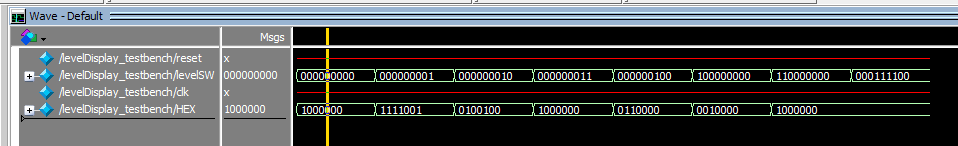 Wave - Default
Msgs
/levelDisplay_testbench/reset x
/levelDisplay_testbench/levelSW 000000000 000000000 000000001 000000010 000000011 000000100 100000000 110000000 000111100
/levelDisplay_testbench/clk x
/levelDisplay_testbench/HEX 1000000 1000000 1111001 0100100 1000000 0110000 0010000 1000000